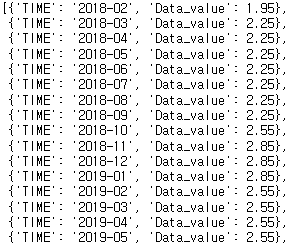 [{'TIME': '2018-02', 'Data_value': 1.95},
{'TIME': '2018-03', 'Data_value': 2.25},
{'TIME': '2018-04', 'Data_value': 2.25},
{'TIME': '2018-05', 'Data_value': 2.25},
{'TIME': '2018-06', 'Data_value': 2.25},
{'TIME': '2018-07', 'Data_value': 2.25},
{'TIME': '2018-08', 'Data_value': 2.25},
{'TIME': '2018-09', 'Data_value': 2.25},
{'TIME': '2018-10', 'Data_value': 2.55},
{'TIME': '2018-11', 'Data_value': 2.85},
{'TIME': '2018-12', 'Data_value': 2.85},
{'TIME': '2019-01', 'Data_value': 2.85},
{'TIME': '2019-02', 'Data_value': 2.55},
{'TIME': '2019-03', 'Data_value': 2.55},
{'TIME': '2019-04', 'Data_value': 2.55},
{'TIME': '2019-05', 'Data_value': 2.55},